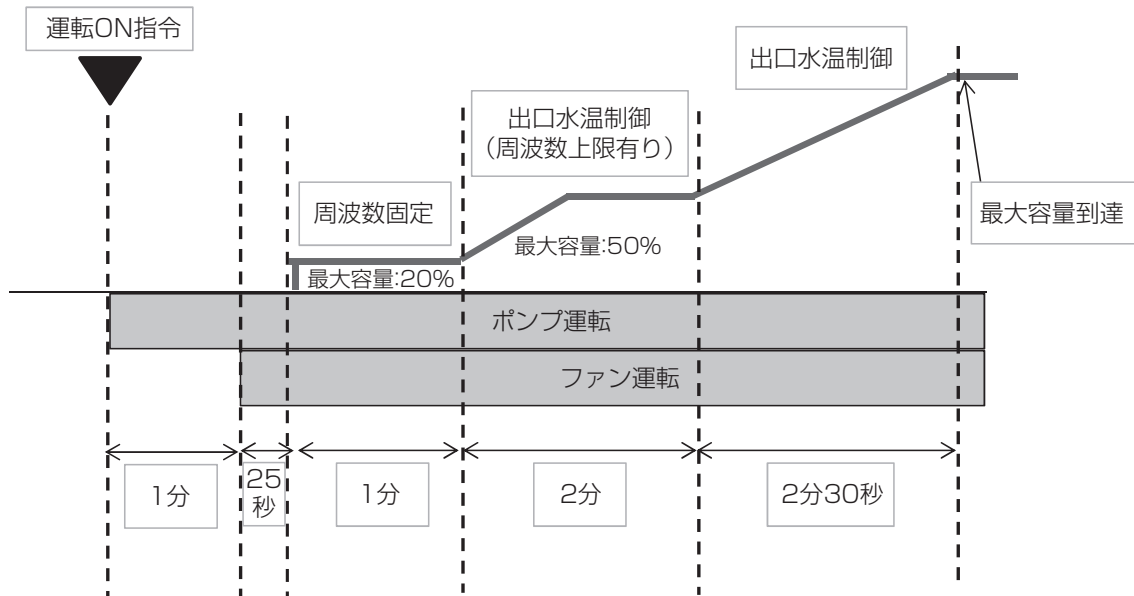 運転ON指令
出口水温制御
出口水温制御
(周波数上限有り)
周波数固定
最大容量到達
最大容量:50%
最大容量:20%
ポンプ運転
ファン運転
1分
25
秒
1分
2分
2分30秒